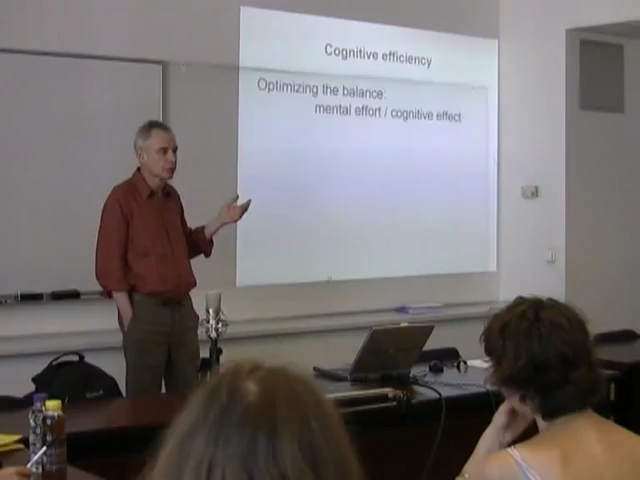 Cognitive efficiency
Optimizing the balance:
mental effort / cognitive effect